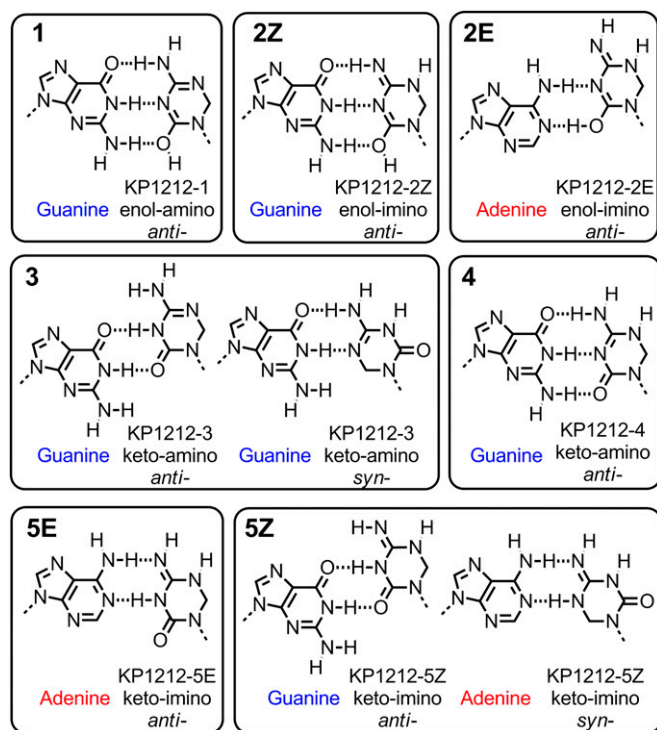 1
Guanine
KP1212-1
enol-amino
anti-
2Z
Guanine
KP1212-2Z
enol-imino
anti-
2E
Adenine
KP1212-2E
enol-imino
anti-
3
Guanine
KP1212-3
keto-amino
anti-
Guanine
KP1212-3
keto-amino
syn-
4
Guanine
KP1212-4
keto-amino
anti-
5E
Adenine
KP1212-5E
keto-imino
anti-
5Z
Guanine
KP1212-5Z
keto-imino
anti-
Adenine
KP1212-5Z
keto-imino
syn-